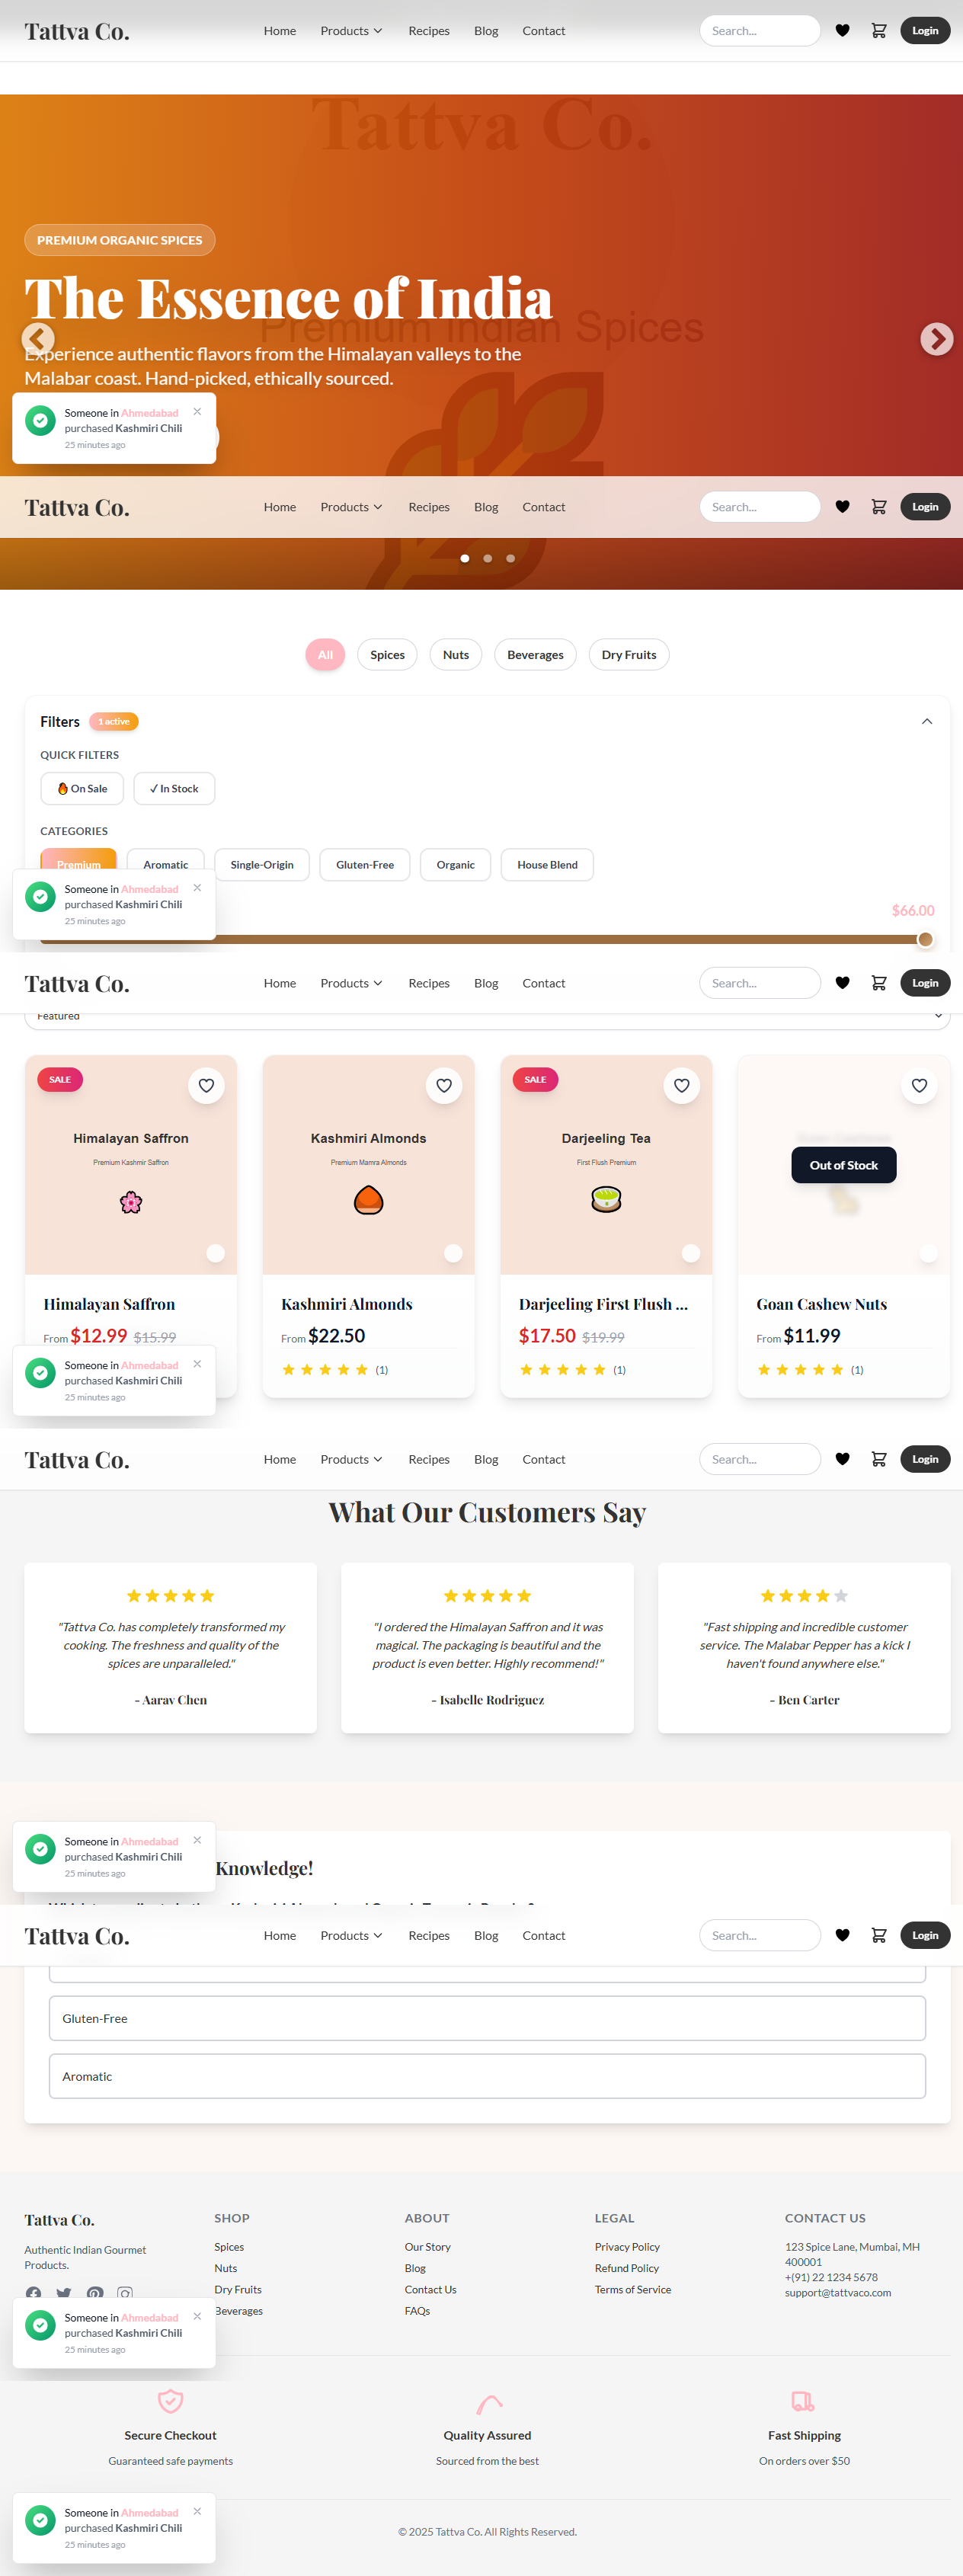 Tattva Co.
Home
Products
Recipes
Blog
Contact
Search...
Login
Tattva Co.
PREMIUM ORGANIC SPICES
The Essence of India
Premium Indian Spices
Experience authentic flavors from the Himalayan valleys to the
Malabar coast. Hand-picked, ethically sourced.
Someone in Ahmedabad
purchased Kashmiri Chili
25 minutes ago
Tattva Co.
Home
Products
Recipes
Blog
Contact
Search...
Login
All
Spices
Nuts
Beverages
Dry Fruits
Filters
1 active
QUICK FILTERS
On Sale
✓ In Stock
CATEGORIES
Premium
Aromatic
Single-Origin
Gluten-Free
Organic
House Blend
Someone in Ahmedabad
purchased Kashmiri Chili
25 minutes ago
$66.00
Tattva Co.
Home
Products
Recipes
Blog
Contact
Search...
Login
Featured
SALE
Himalayan Saffron
Premium Kashmir Saffron
Kashmiri Almonds
Premium Mamra Almonds
SALE
Darjeeling Tea
First Flush Premium
Out of Stock
Himalayan Saffron
From $12.99 $15.99
Kashmiri Almonds
From $22.50
(1)
Darjeeling First Flush ...
$17.50 $19.99
(1)
Goan Cashew Nuts
From $11.99
(1)
Someone in Ahmedabad
purchased Kashmiri Chili
25 minutes ago
Tattva Co.
Home
Products
Recipes
Blog
Contact
Search...
Login
What Our Customers Say
"Tattva Co. has completely transformed my
cooking. The freshness and quality of the
spices are unparalleled."
- Aarav Chen
"I ordered the Himalayan Saffron and it was
magical. The packaging is beautiful and the
product is even better. Highly recommend!"
- Isabelle Rodriguez
"Fast shipping and incredible customer
service. The Malabar Pepper has a kick I
haven't found anywhere else."
- Ben Carter
Someone in Ahmedabad
purchased Kashmiri Chili
25 minutes ago
Knowledge!
Tattva Co.
Home
Products
Recipes
Blog
Contact
Search...
Login
Gluten-Free
Aromatic
Tattva Co.
Authentic Indian Gourmet
Products.
SHOP
Spices
Nuts
Dry Fruits
Beverages
ABOUT
Our Story
Blog
Contact Us
FAQs
LEGAL
Privacy Policy
Refund Policy
Terms of Service
CONTACT US
123 Spice Lane, Mumbai, MH
400001
+(91) 22 1234 5678
support@tattvaco.com
Someone in Ahmedabad
purchased Kashmiri Chili
25 minutes ago
Secure Checkout
Guaranteed safe payments
Quality Assured
Sourced from the best
Fast Shipping
On orders over $50
Someone in Ahmedabad
purchased Kashmiri Chili
25 minutes ago
© 2025 Tattva Co. All Rights Reserved.